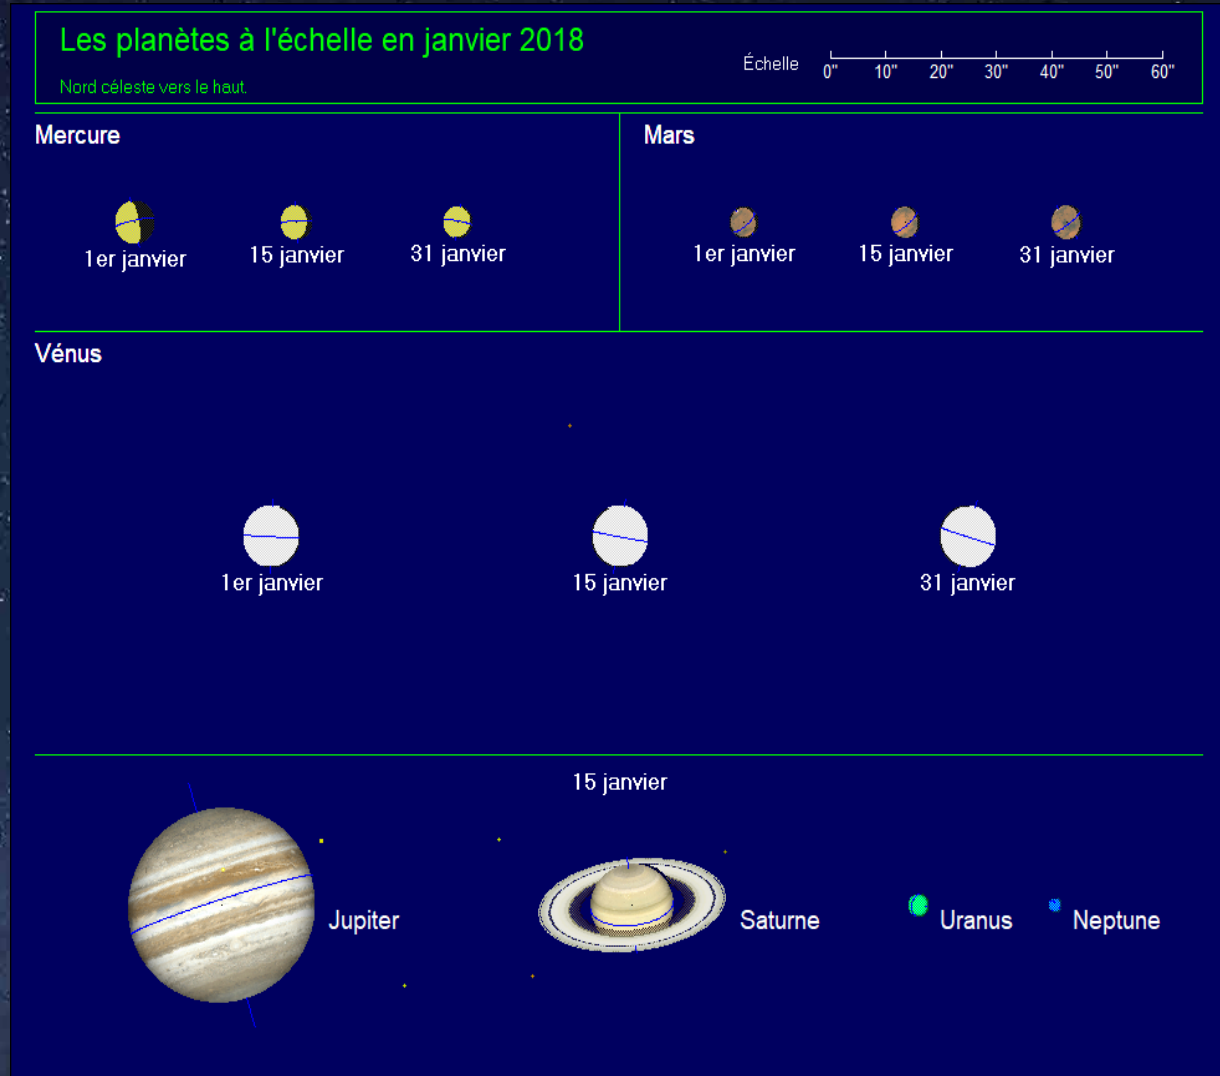 Les planètes à l'échelle en janvier 2018
Échelle
0" 10" 20" 30" 40" 50" 60"
Nord céleste vers le haut.
Mercure
Mars
1er janvier
15 janvier
31 janvier
1er janvier
15 janvier
31 janvier
Vénus
1er janvier
15 janvier
31 janvier
15 janvier
Jupiter
Saturne
Uranus
Neptune